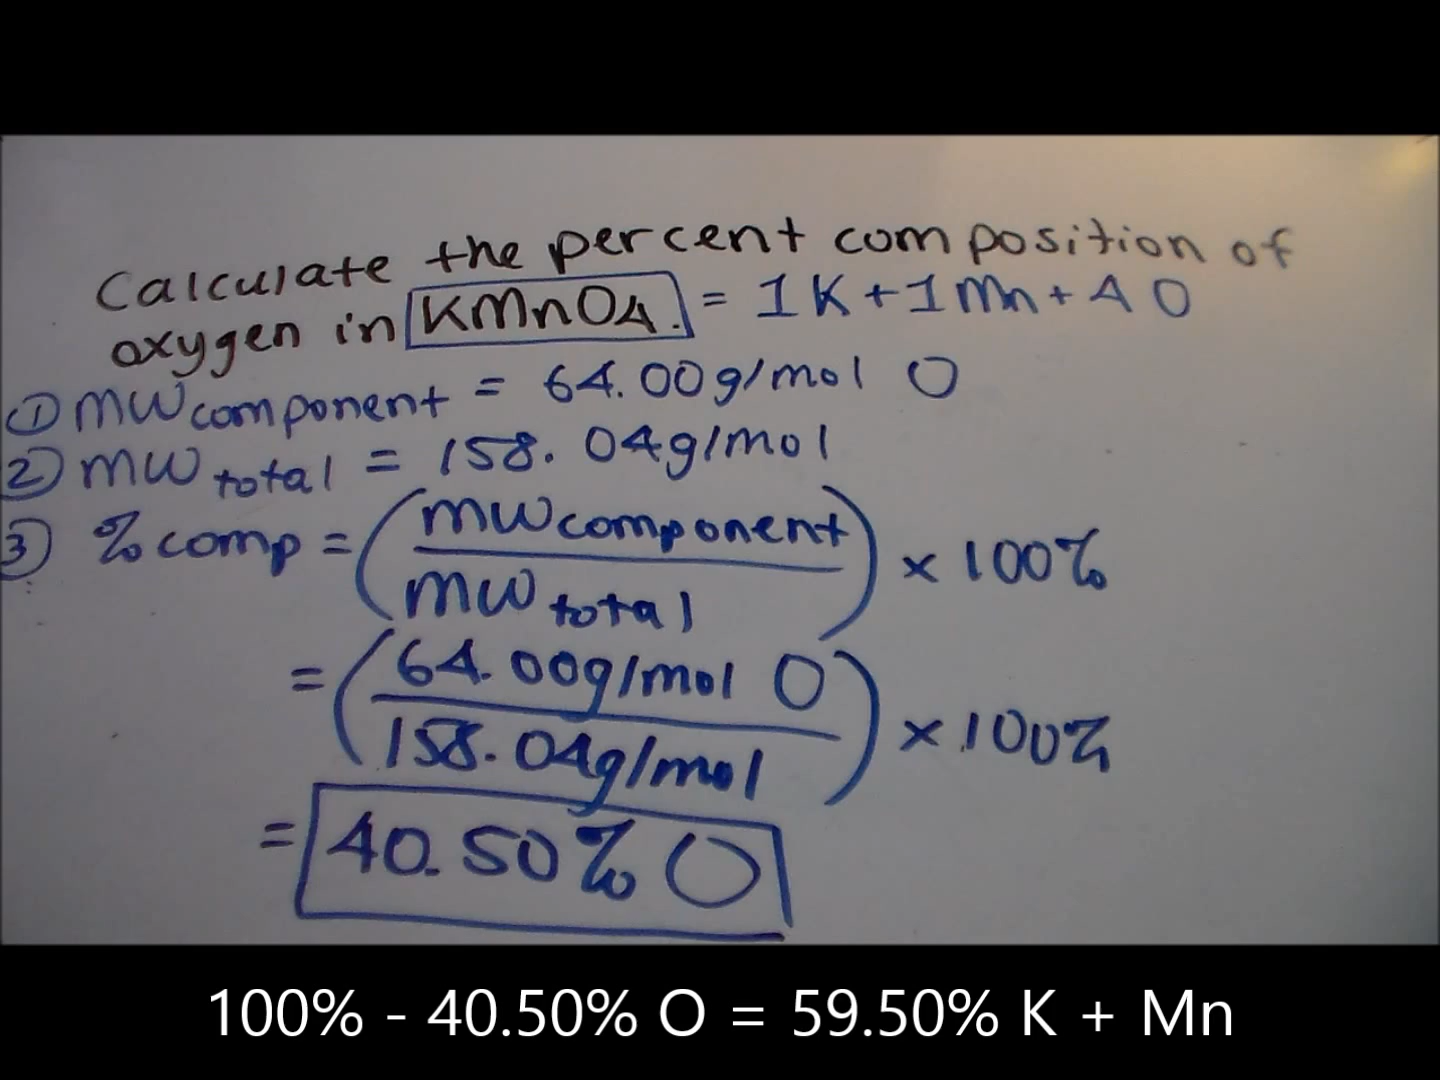 Calculate the percent composition of
oxygen in KMnO4. = 1K + 1Mn + 4 O
① MW component = 64.00g/mol O
② MW total = 158.04g/mol
③ % comp = (MW component / MW total) × 100%
= (64.00g/mol O / 158.04g/mol) × 100%
= 40.50% O
100% - 40.50% O = 59.50% K + Mn